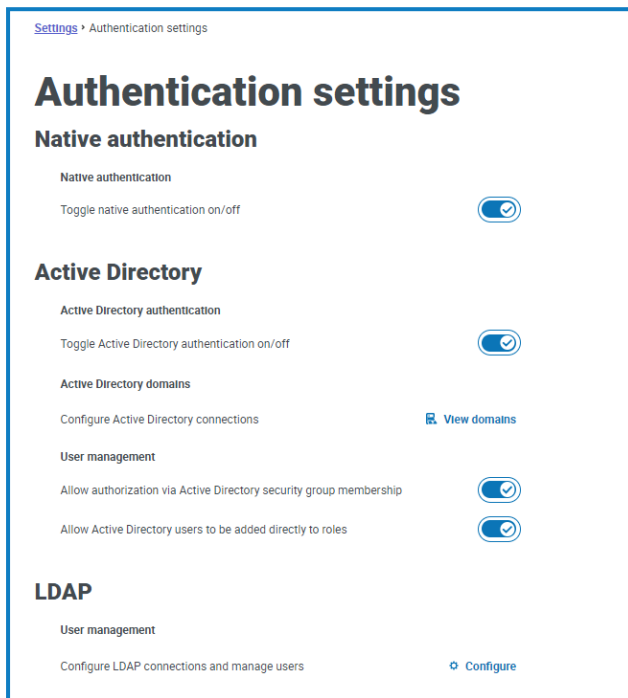 Settings › Authentication settings
Authentication settings
Native authentication
Native authentication
Toggle native authentication on/off
Active Directory
Active Directory authentication
Toggle Active Directory authentication on/off
Active Directory domains
Configure Active Directory connections View domains
User management
Allow authorization via Active Directory security group membership
Allow Active Directory users to be added directly to roles
LDAP
User management
Configure LDAP connections and manage users Configure